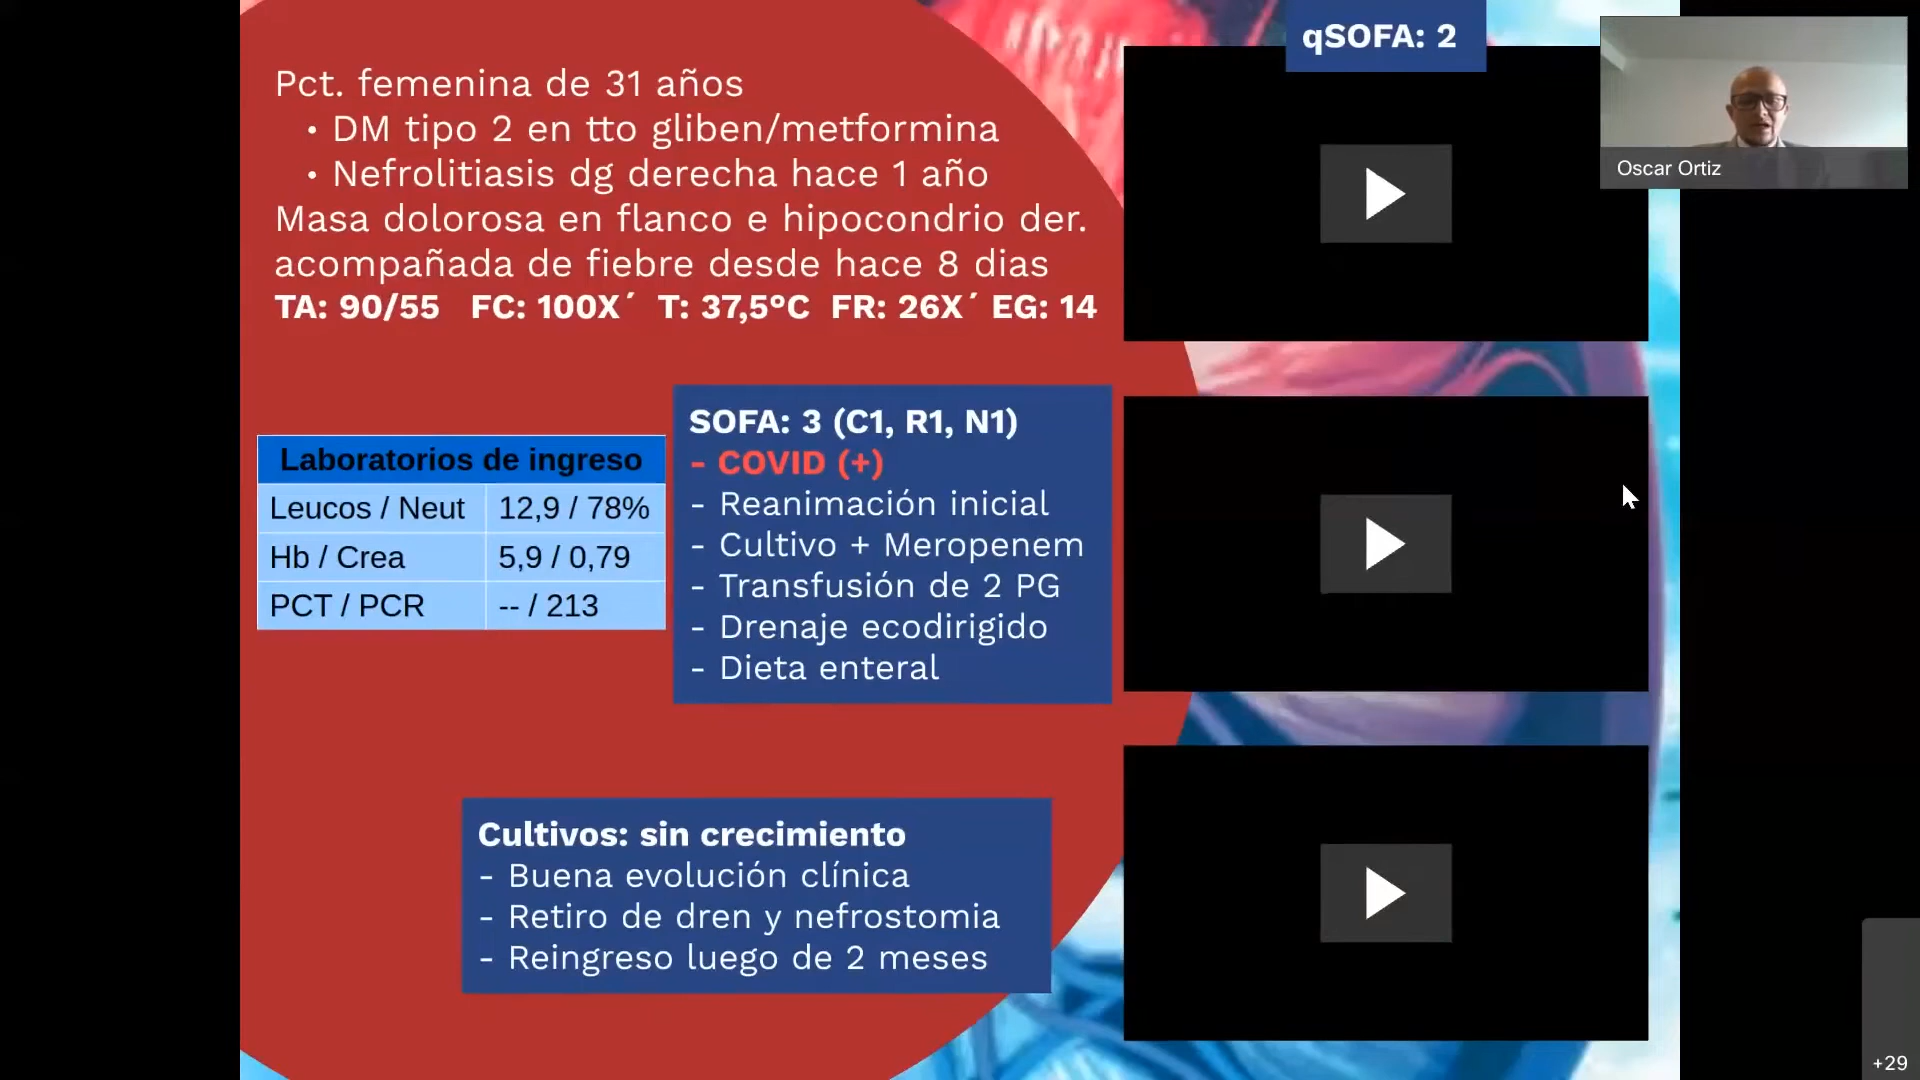 qSOFA: 2
Pct. femenina de 31 años
• DM tipo 2 en tto gliben/metformina
• Nefrolitiasis dg derecha hace 1 año
Masa dolorosa en flanco e hipocondrio der.
acompañada de fiebre desde hace 8 dias
TA: 90/55 FC: 100X´ T: 37,5°C FR: 26X´ EG: 14
Oscar Ortiz
Laboratorios de ingreso
Leucos / Neut 12,9 / 78%
Hb / Crea 5,9 / 0,79
PCT / PCR -- / 213
SOFA: 3 (C1, R1, N1)
- COVID (+)
- Reanimación inicial
- Cultivo + Meropenem
- Transfusión de 2 PG
- Drenaje ecodirigido
- Dieta enteral
Cultivos: sin crecimiento
- Buena evolución clínica
- Retiro de dren y nefrostomia
- Reingreso luego de 2 meses
+29